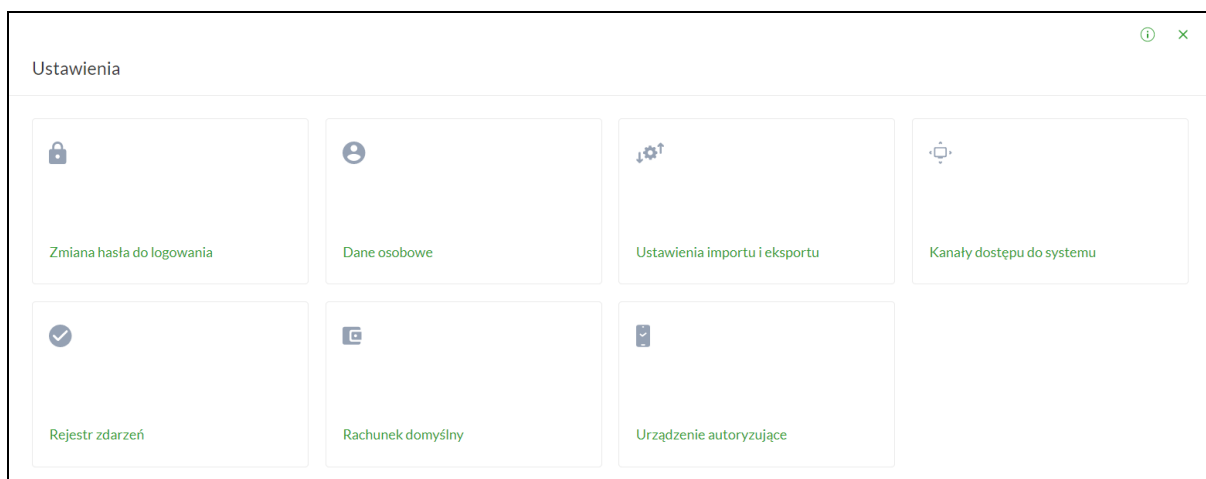 Ustawienia
Zmiana hasła do logowania
Dane osobowe
Ustawienia importu i eksportu
Kanały dostępu do systemu
Rejestr zdarzeń
Rachunek domyślny
Urządzenie autoryzujące